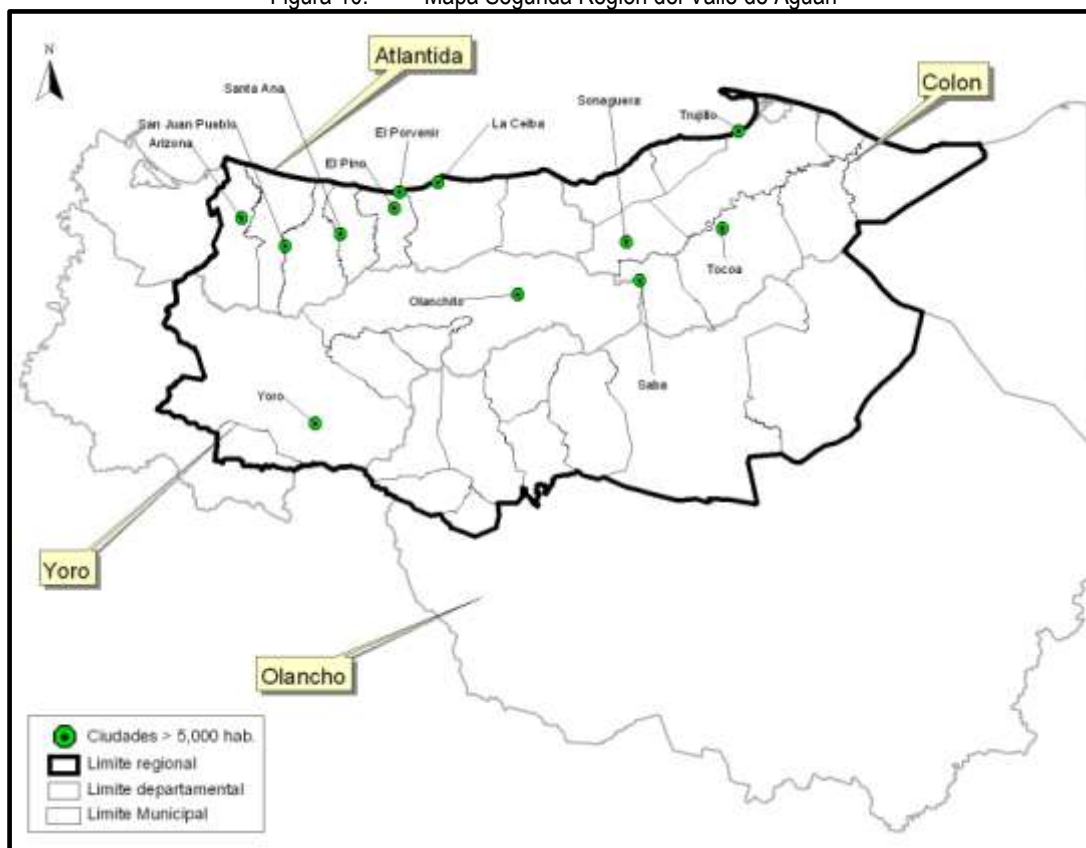 Figura 10. Mapa Segunda Región del Valle de Aguán
N
Atlantida
Santa Ana
Colon
Sonaguera
San Juan Pueblo
El Porvenir
La Ceiba
Trujillo
Arizona
El Pino
Tocoa
Olanchito
Saba
Yoro
Yoro
Olancho
Ciudades > 5,000 hab.
Limite regional
Limite departamental
Limite Municipal